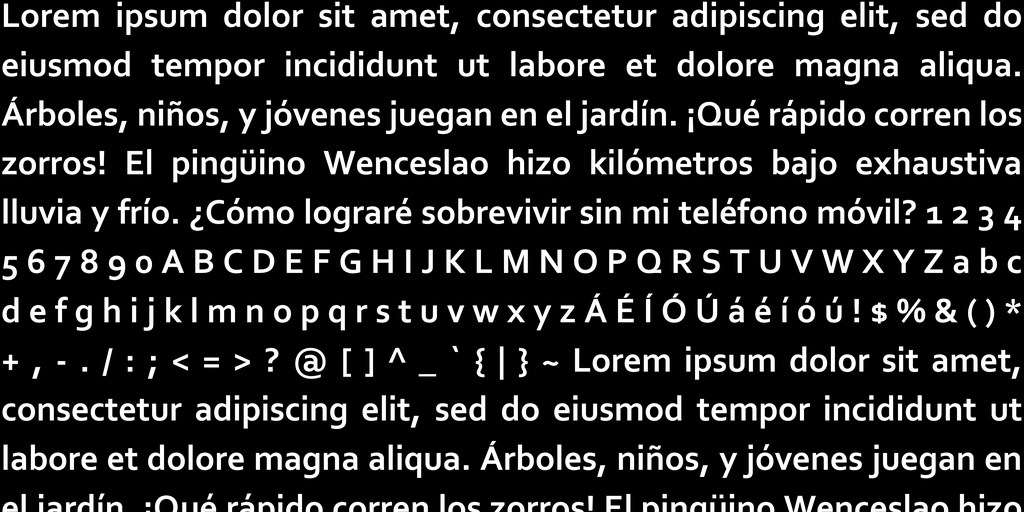 Lorem ipsum dolor sit amet, consectetur adipiscing elit, sed do
eiusmod tempor incididunt ut labore et dolore magna aliqua.
Árboles, niños, y jóvenes juegan en el jardín. ¡Qué rápido corren los
zorros! El pingüino Wenceslao hizo kilómetros bajo exhaustiva
lluvia y frío. ¿Cómo lograré sobrevivir sin mi teléfono móvil? 1 2 3 4
5 6 7 8 9 0 A B C D E F G H I J K L M N O P Q R S T U V W X Y Z a b c
d e f g h i j k l m n o p q r s t u v w x y z Á É Í Ó Ú á é í ó ú ! $ % & ( ) *
+ , - . / : ; < = > ? @ [ ] ^ _ ` { | } ~ Lorem ipsum dolor sit amet,
consectetur adipiscing elit, sed do eiusmod tempor incididunt ut
labore et dolore magna aliqua. Árboles, niños, y jóvenes juegan en
el jardín. ¡Qué rápido corren los zorros! El pingüino Wenceslao hizo